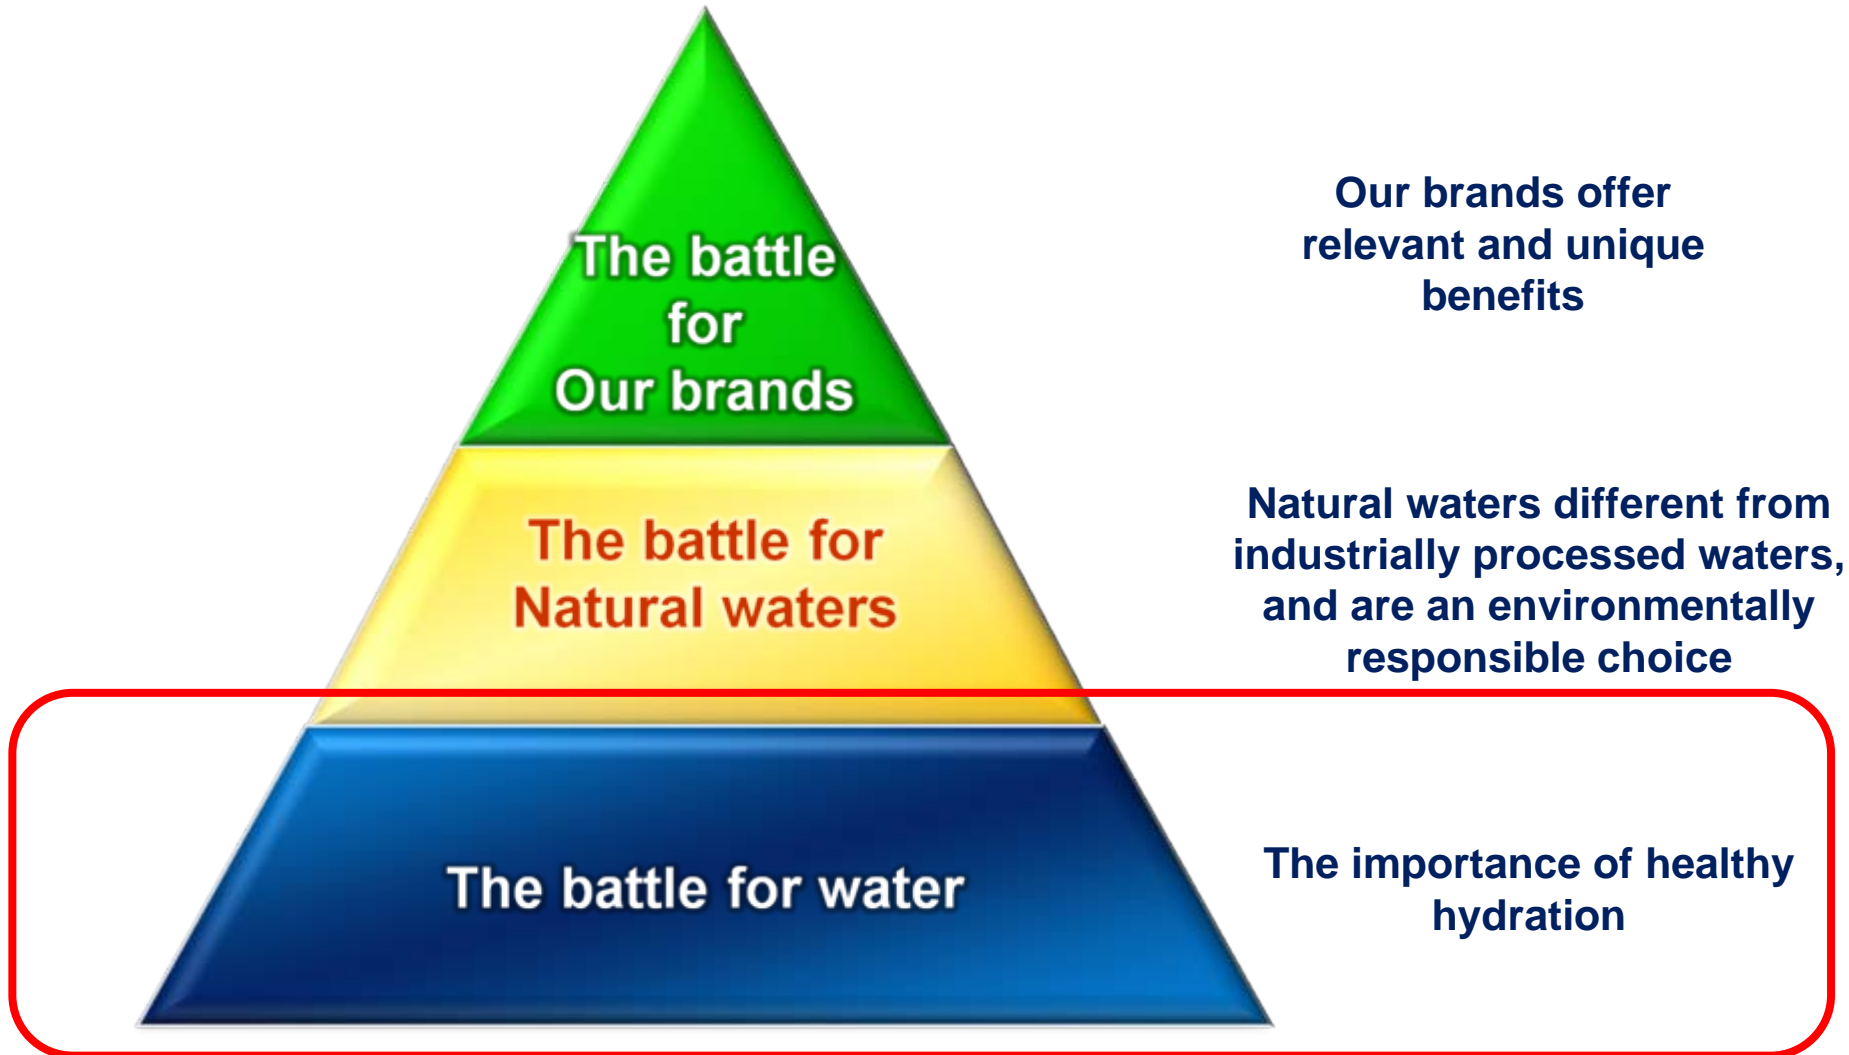 The battle
for
Our brands
Our brands offer
relevant and unique
benefits
The battle for
Natural waters
Natural waters different from
industrially processed waters,
and are an environmentally
responsible choice
The battle for water
The importance of healthy
hydration